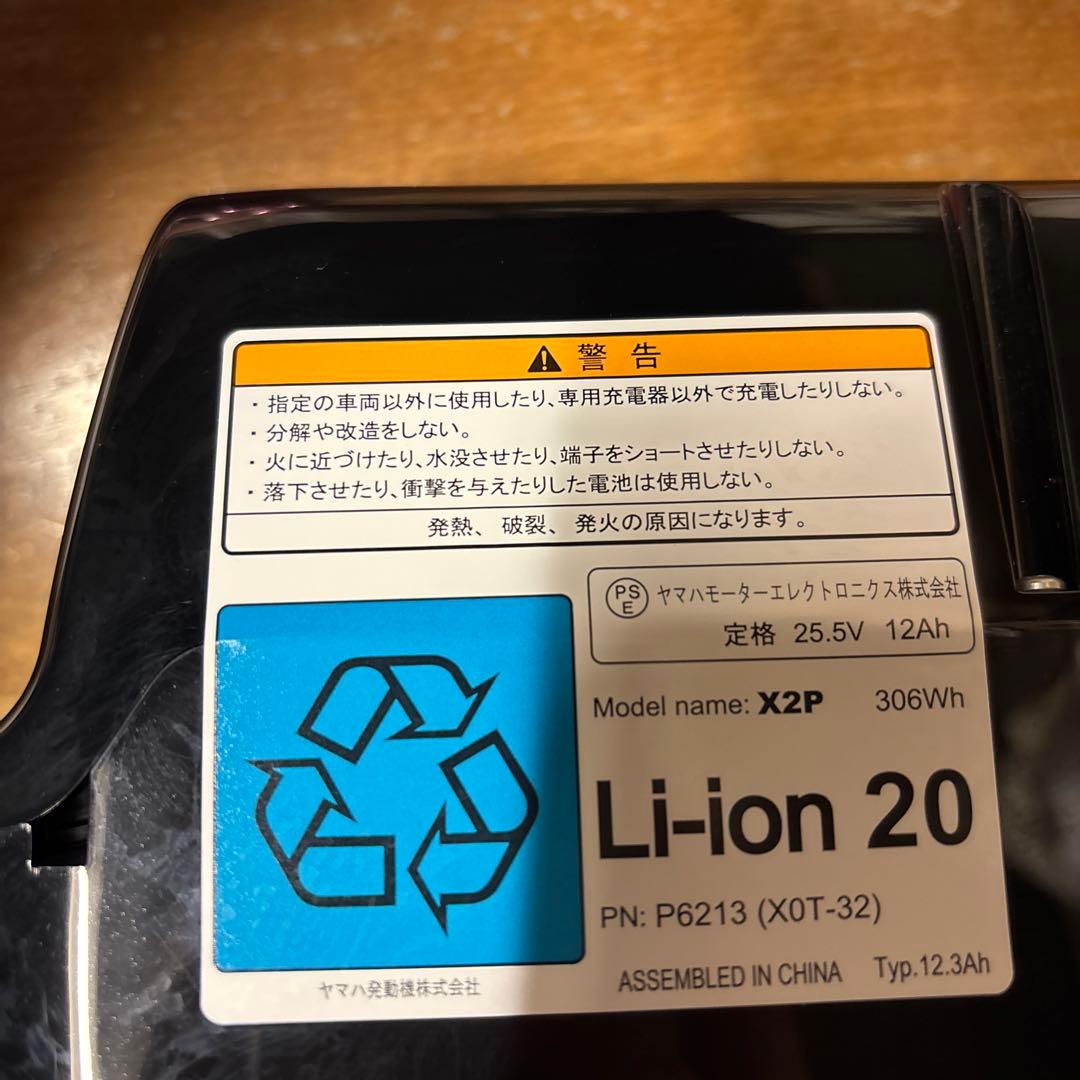 警告
・指定の車両以外に使用したり、専用充電器以外で充電したりしない。
・分解や改造をしない。
・火に近づけたり、水没させたり、端子をショートさせたりしない。
・落下させたり、衝撃を与えたりした電池は使用しない。
発熱、破裂、発火の原因になります。
PS E ヤマハモーターエレクトロニクス株式会社
定格 25.5V 12Ah
Model name: X2P 306Wh
Li-ion 20
PN: P6213 (X0T-32)
ASSEMBLED IN CHINA Typ.12.3Ah
ヤマハ発動機株式会社